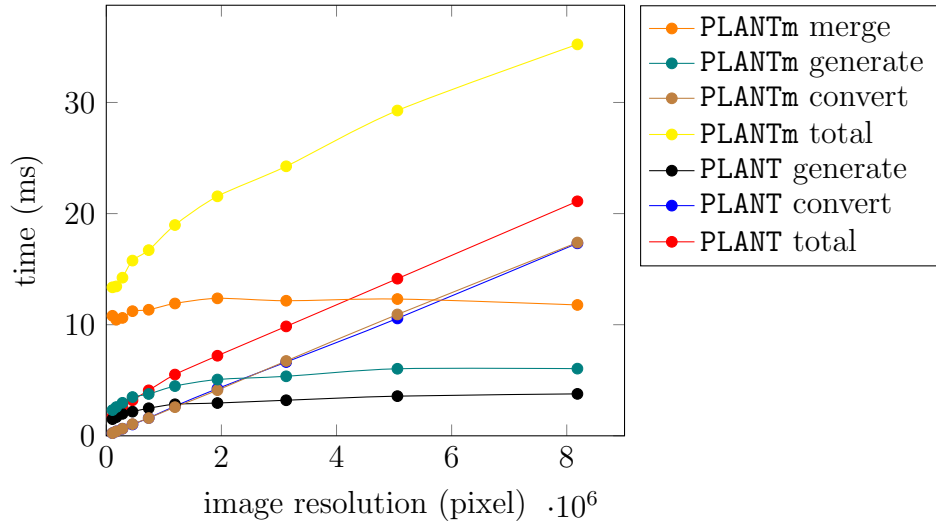 30
20
10
0
0
2
4
6
8
time (ms)
image resolution (pixel)
·10^6
PLANTm merge
PLANTm generate
PLANTm convert
PLANTm total
PLANT generate
PLANT convert
PLANT total